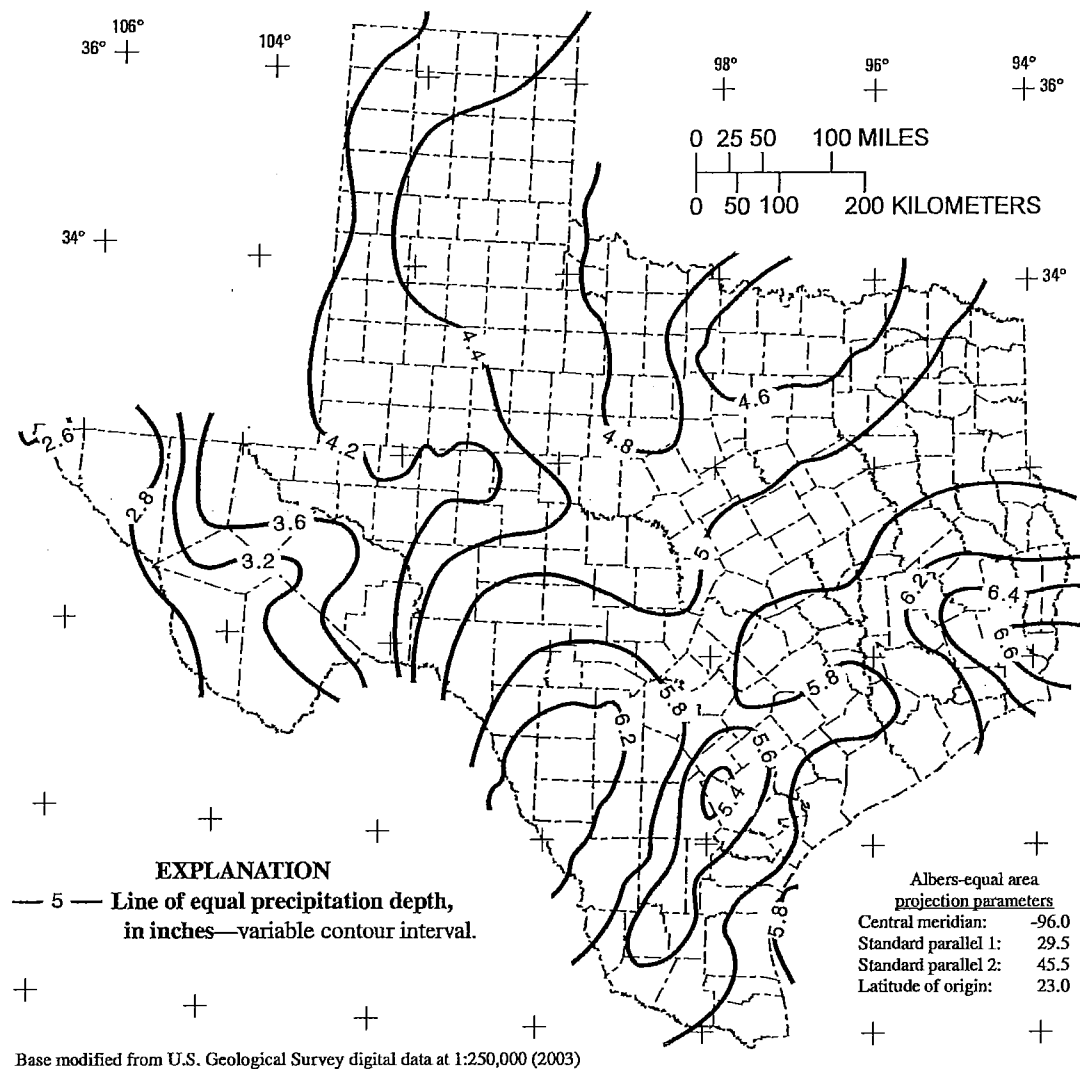 106°
36°
104°
98°
96°
94°
36°
0 25 50 100 MILES
0 50 100 200 KILOMETERS
34°
34°
4.4
4.6
4.8
4.2
2.6
2.8
3.6
3.2
5
6.2
6.4
6.6
5.8
5.8
6.2
5.6
5.4
5.8
EXPLANATION
— 5 — Line of equal precipitation depth,
in inches—variable contour interval.
Albers-equal area
projection parameters
Central meridian: -96.0
Standard parallel 1: 29.5
Standard parallel 2: 45.5
Latitude of origin: 23.0
Base modified from U.S. Geological Survey digital data at 1:250,000 (2003)